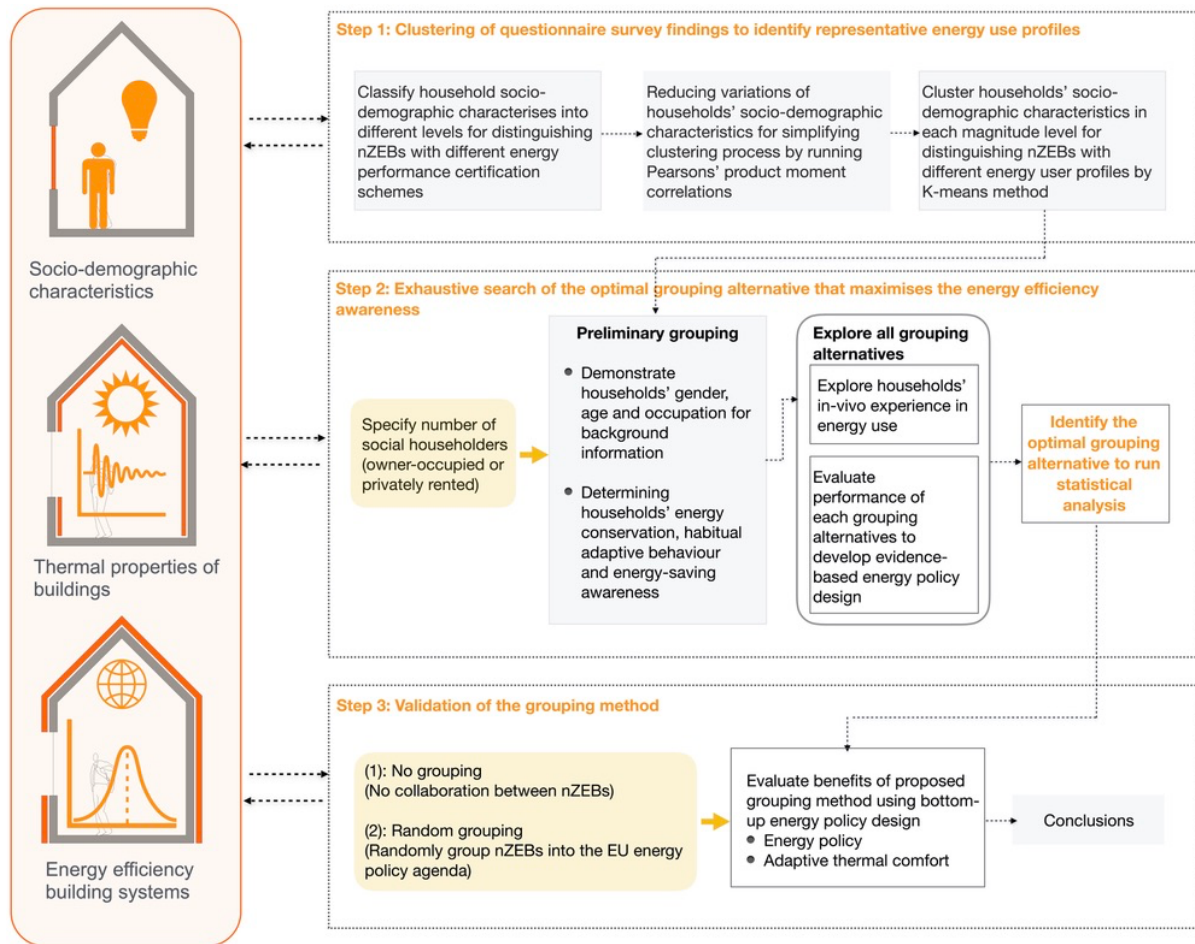 Socio-demographic
characteristics
Thermal properties of
buildings
Energy efficiency
building systems
Step 1: Clustering of questionnaire survey findings to identify representative energy use profiles
Classify household socio-
demographic characterises into
different levels for distinguishing
nZEBs with different energy
performance certification
schemes
Reducing variations of
households' socio-demographic
characteristics for simplifying
clustering process by running
Pearsons' product moment
correlations
Cluster households' socio-
demographic characteristics in
each magnitude level for
distinguishing nZEBs with
different energy user profiles by
K-means method
Step 2: Exhaustive search of the optimal grouping alternative that maximises the energy efficiency
awareness
Specify number of
social householders
(owner-occupied or
privately rented)
Preliminary grouping
Demonstrate
households' gender,
age and occupation for
background
information
Determining
households' energy
conservation, habitual
adaptive behaviour
and energy-saving
awareness
Explore all grouping
alternatives
Explore households'
in-vivo experience in
energy use
Evaluate
performance of
each grouping
alternatives to
develop evidence-
based energy policy
design
Identify the
optimal grouping
alternative to run
statistical
analysis
Step 3: Validation of the grouping method
(1): No grouping
(No collaboration between nZEBs)
(2): Random grouping
(Randomly group nZEBs into the EU energy
policy agenda)
Evaluate benefits of proposed
grouping method using bottom-
up energy policy design
Energy policy
Adaptive thermal comfort
Conclusions